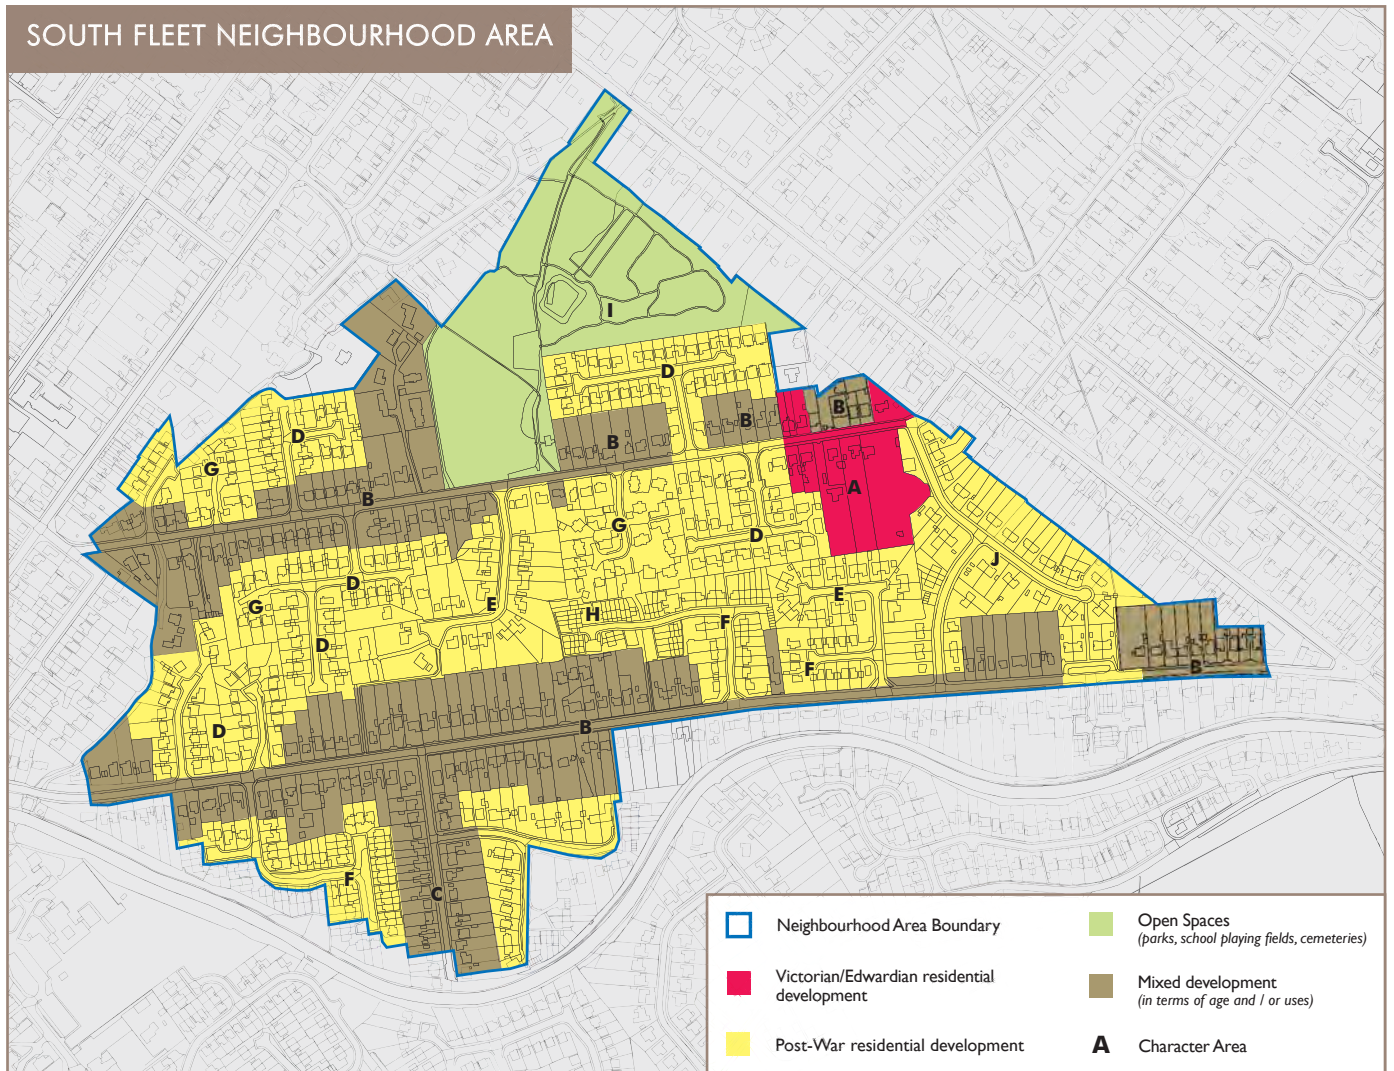 SOUTH FLEET NEIGHBOURHOOD AREA
I
D
B
B
B
D
G
B
A
G
D
D
G
E
H
F
E
J
D
F
B
D
B
F
C
Neighbourhood Area Boundary
Victorian/Edwardian residential
development
Post-War residential development
Open Spaces
(parks, school playing fields, cemeteries)
Mixed development
(in terms of age and / or uses)
A Character Area